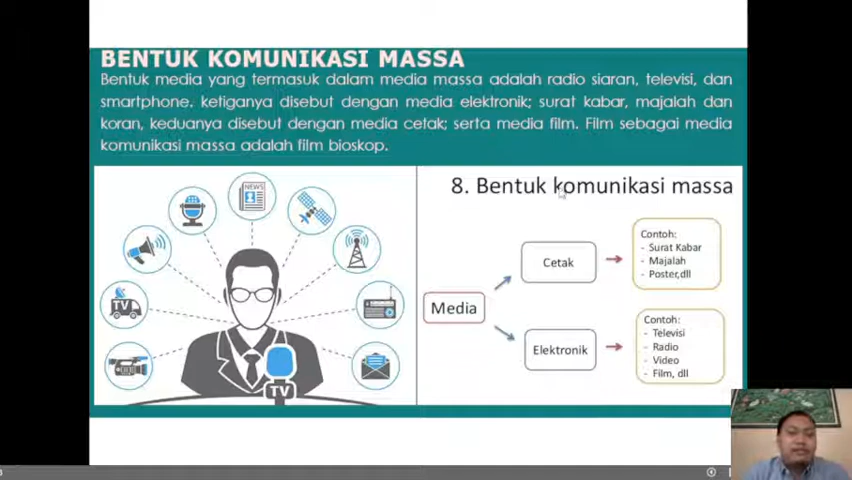 BENTUK KOMUNIKASI MASSA
Bentuk media yang termasuk dalam media massa adalah radio siaran, televisi, dan
smartphone. ketiganya disebut dengan media elektronik; surat kabar, majalah dan
koran, keduanya disebut dengan media cetak; serta media film. Film sebagai media
komunikasi massa adalah film bioskop.
NEWS
TV
TV
8. Bentuk komunikasi massa
Media
Cetak
Contoh:
- Surat Kabar
- Majalah
- Poster,dll
Elektronik
Contoh:
- Televisi
- Radio
- Video
- Film, dll